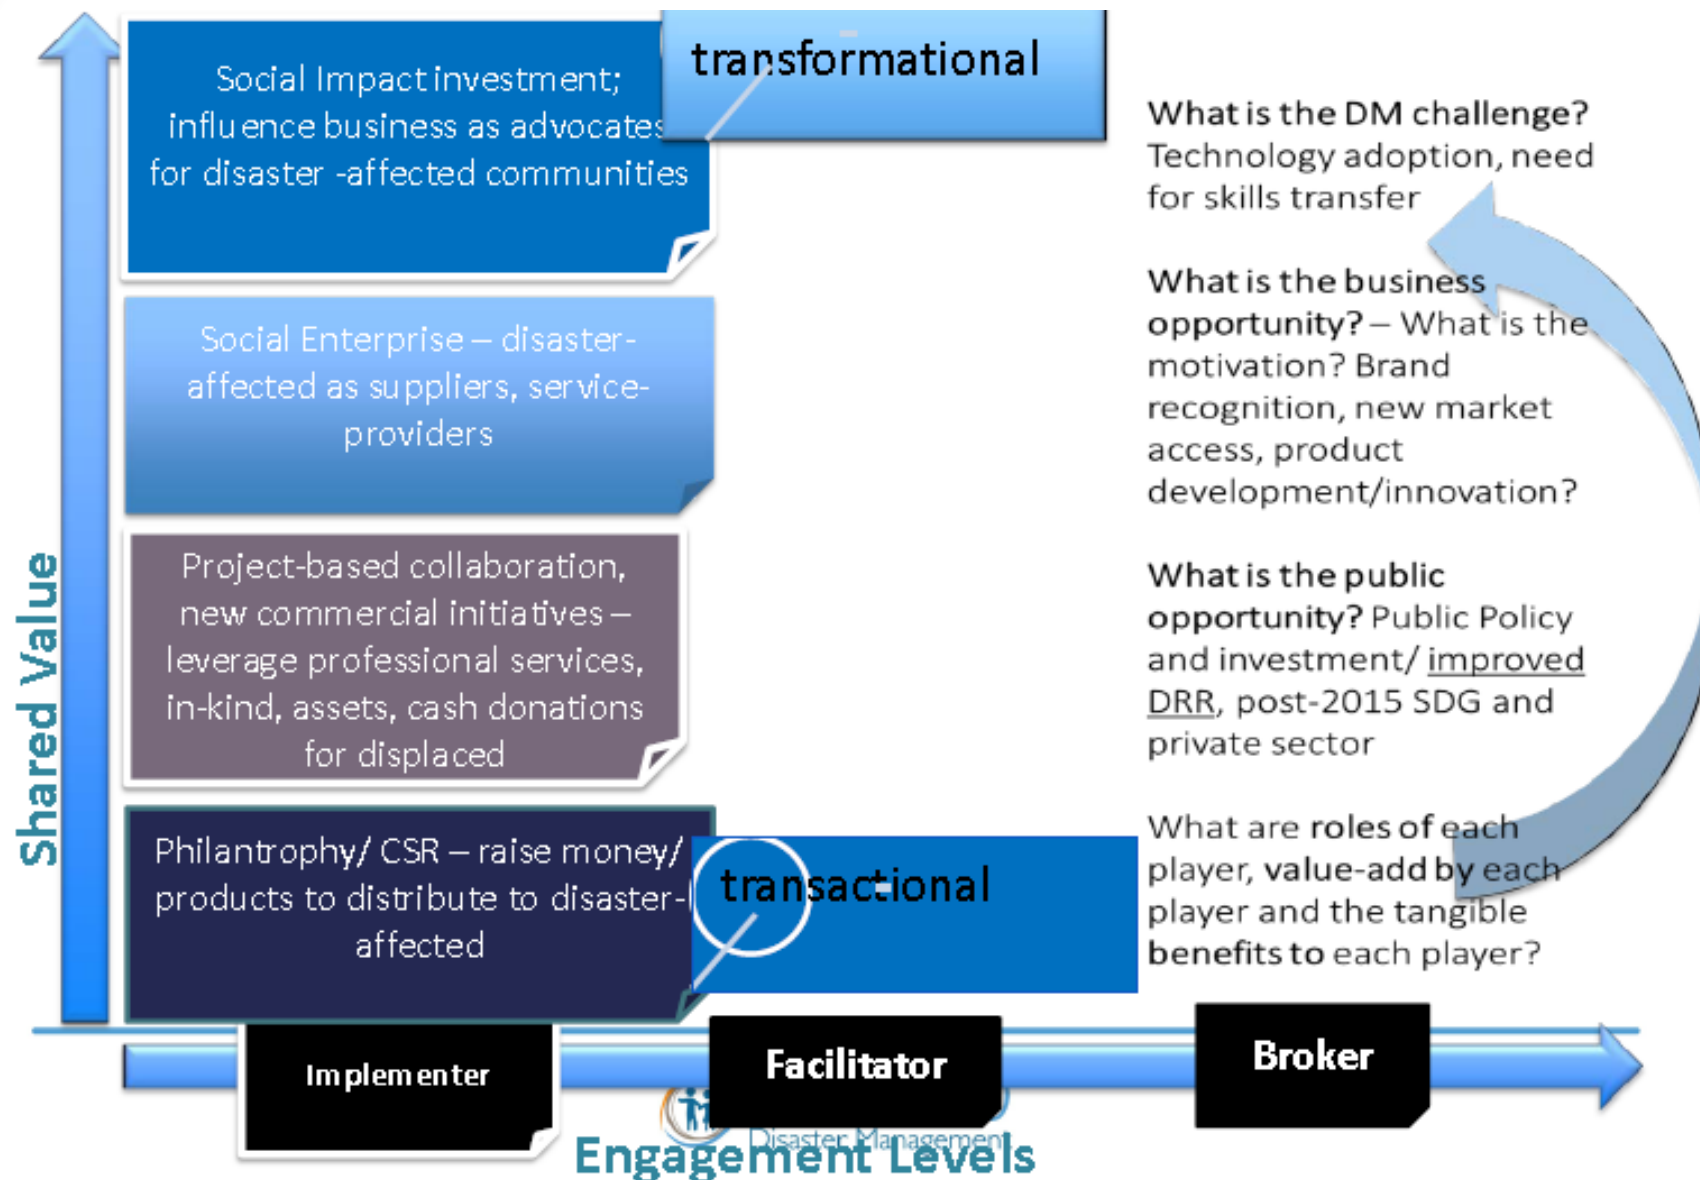 Social Impact investment;
influence business as advocates
for disaster -affected communities
transformational
Social Enterprise – disaster-
affected as suppliers, service-
providers
Project-based collaboration,
new commercial initiatives –
leverage professional services,
in-kind, assets, cash donations
for displaced
Philantrophy/ CSR – raise money/
products to distribute to disaster-
affected
transactional
What is the DM challenge?
Technology adoption, need
for skills transfer
What is the business
opportunity? – What is the
motivation? Brand
recognition, new market
access, product
development/innovation?
What is the public
opportunity? Public Policy
and investment/ improved
DRR, post-2015 SDG and
private sector
What are roles of each
player, value-add by each
player and the tangible
benefits to each player?
Shared Value
Implementer
Facilitator
Broker
Disaster Management
Engagement Levels